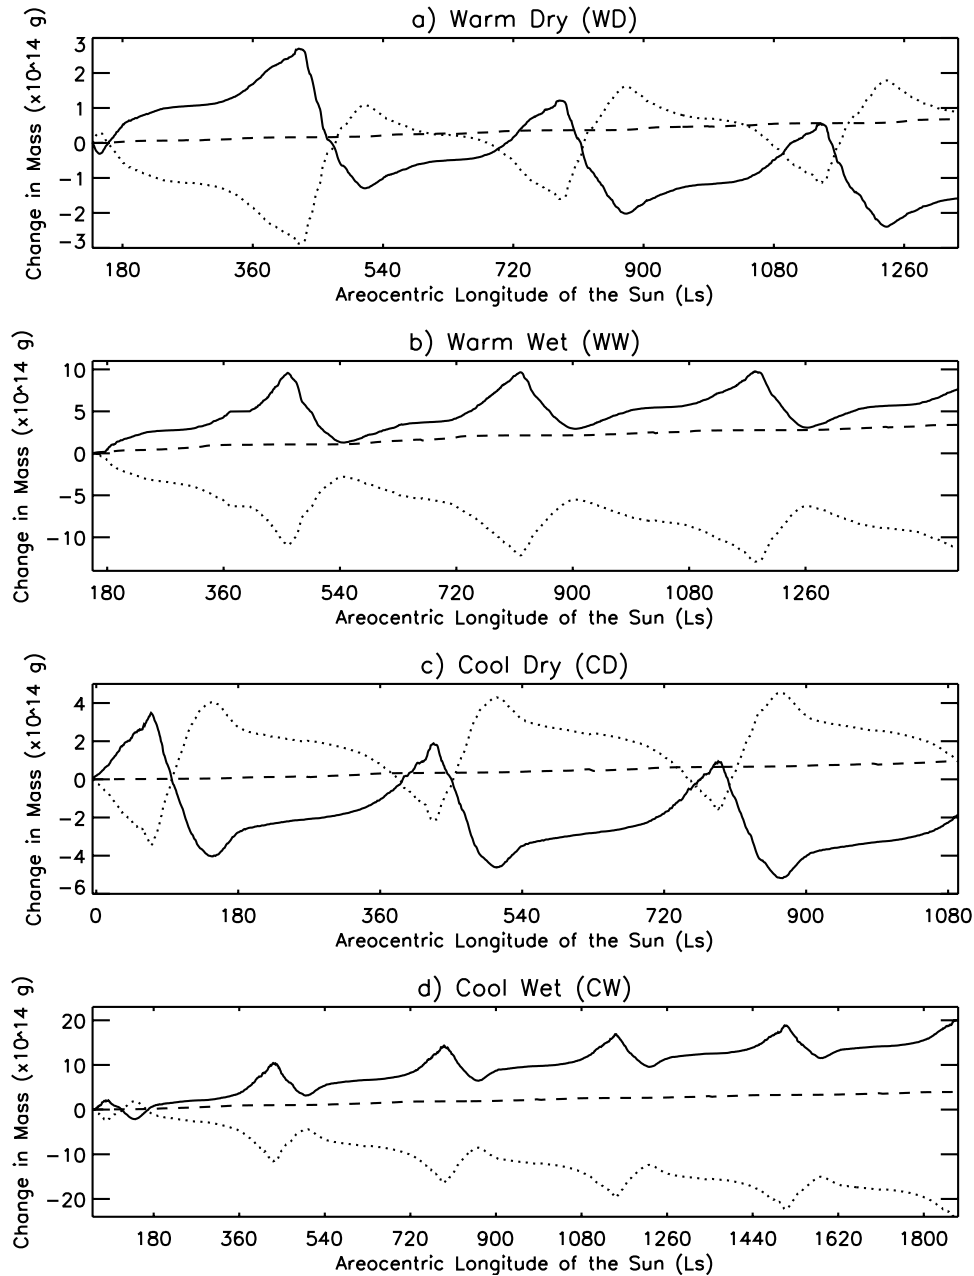 a) Warm Dry (WD)
Change in Mass (x10^14 g)
3
2
1
0
−1
−2
−3
180 360 540 720 900 1080 1260
Areocentric Longitude of the Sun (Ls)
b) Warm Wet (WW)
Change in Mass (x10^14 g)
10
5
0
−5
−10
180 360 540 720 900 1080 1260
Areocentric Longitude of the Sun (Ls)
c) Cool Dry (CD)
Change in Mass (x10^14 g)
4
2
0
−2
−4
−6
0 180 360 540 720 900 1080
Areocentric Longitude of the Sun (Ls)
d) Cool Wet (CW)
Change in Mass (x10^14 g)
20
10
0
−10
−20
180 360 540 720 900 1080 1260 1440 1620 1800
Areocentric Longitude of the Sun (Ls)